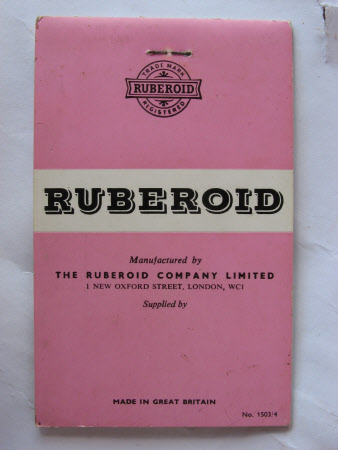 TRADE MARK
RUBEROID
REGISTERED
RUBEROID
Manufactured by
THE RUBEROID COMPANY LIMITED
1 NEW OXFORD STREET, LONDON, WC1
Supplied by
MADE IN GREAT BRITAIN
No. 1503/4